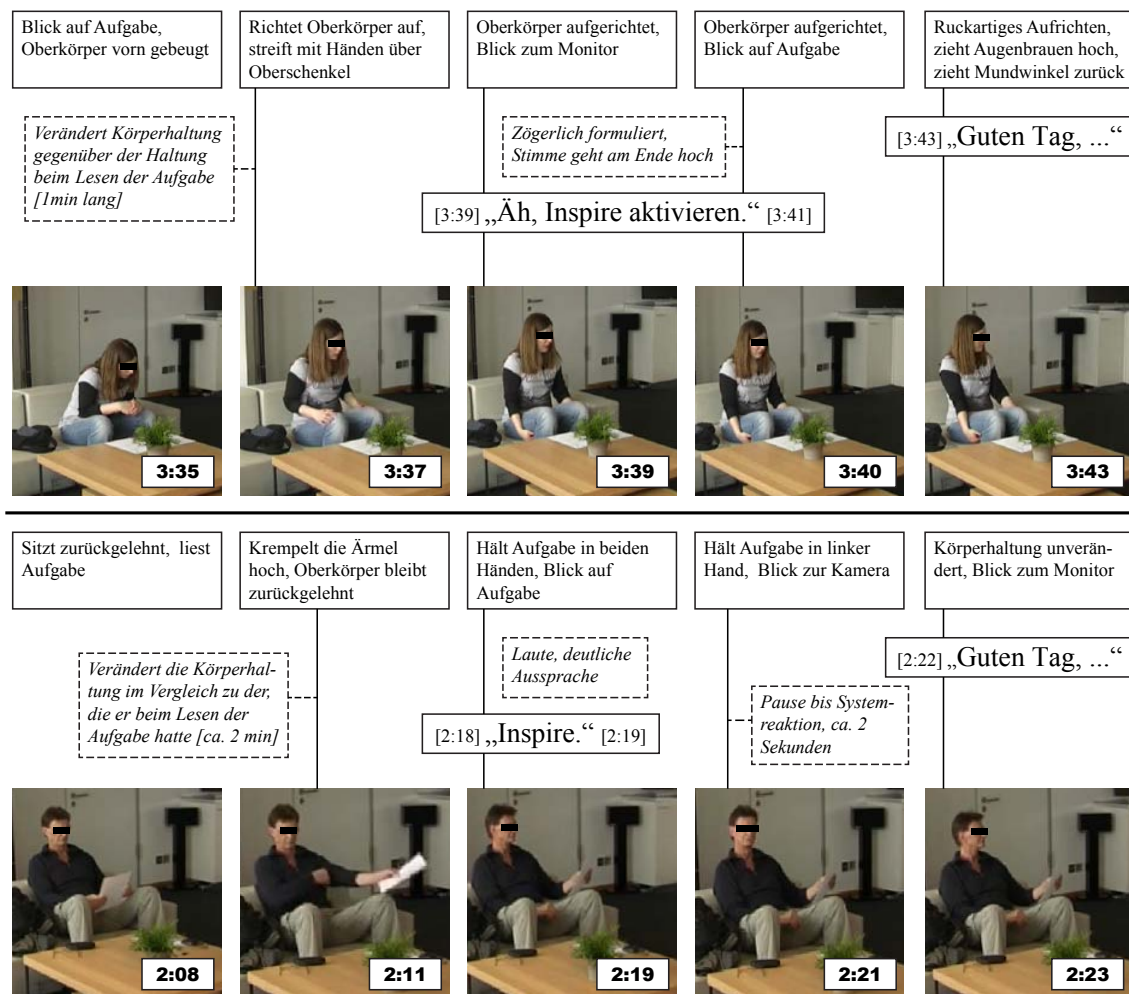 Blick auf Aufgabe,
Oberkörper vorn gebeugt
Richtet Oberkörper auf,
streift mit Händen über
Oberschenkel
Oberkörper aufgerichtet,
Blick zum Monitor
Oberkörper aufgerichtet,
Blick auf Aufgabe
Ruckartiges Aufrichten,
zieht Augenbrauen hoch,
zieht Mundwinkel zurück
Verändert Körperhaltung
gegenüber der Haltung
beim Lesen der Aufgabe
[1min lang]
Zögerlich formuliert,
Stimme geht am Ende hoch
[3:43] „Guten Tag, ...“
[3:39] „Äh, Inspire aktivieren.“ [3:41]
3:35
3:37
3:39
3:40
3:43
Sitzt zurückgelehnt, liest
Aufgabe
Krempelt die Ärmel
hoch, Oberkörper bleibt
zurückgelehnt
Hält Aufgabe in beiden
Händen, Blick auf
Aufgabe
Hält Aufgabe in linker
Hand, Blick zur Kamera
Körperhaltung unverän-
dert, Blick zum Monitor
Verändert die Körperhal-
tung im Vergleich zu der,
die er beim Lesen der
Aufgabe hatte [ca. 2 min]
Laute, deutliche
Aussprache
[2:18] „Inspire.“ [2:19]
Pause bis System-
reaktion, ca. 2
Sekunden
[2:22] „Guten Tag, ...“
2:08
2:11
2:19
2:21
2:23